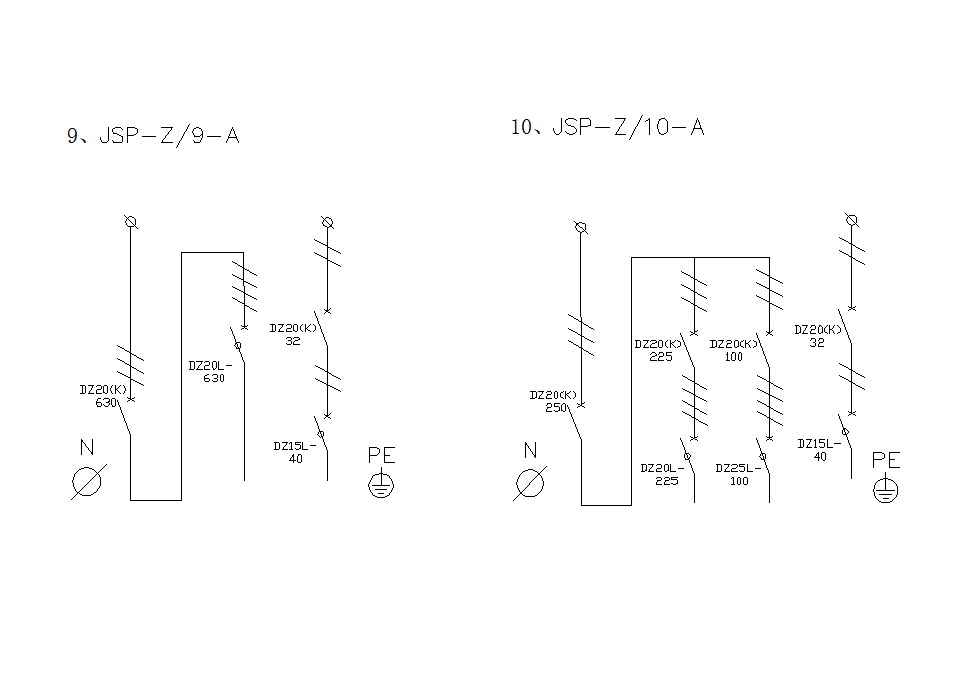 9、JSP-Z/9-A
DZ20(K)
630
DZ20L-
630
DZ20(K)
32
DZ15L-
40
N
PE
10、JSP-Z/10-A
DZ20(K)
250
DZ20(K)
225
DZ20L-
225
DZ20(K)
100
DZ25L-
100
DZ20(K)
32
DZ15L-
40
N
PE